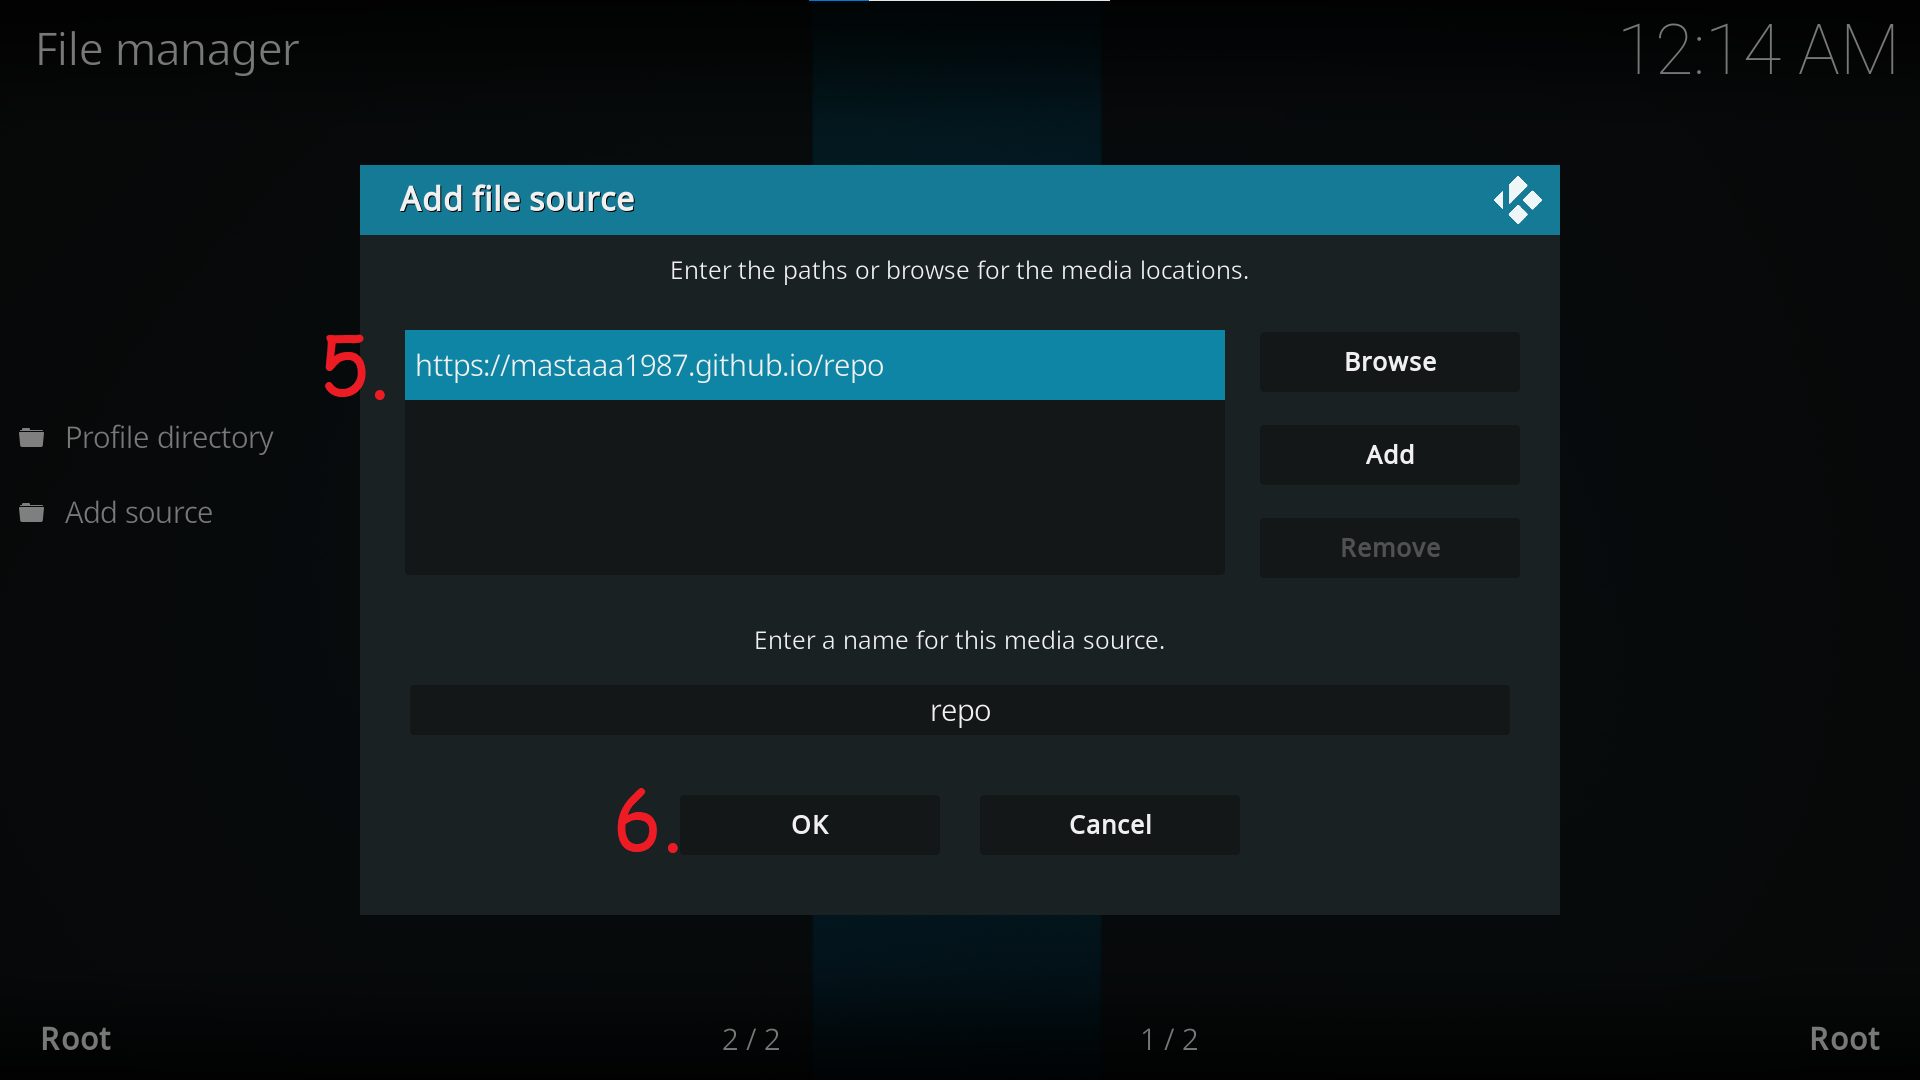 File manager
12:14 AM
Add file source
Enter the paths or browse for the media locations.
5.
https://mastaaa1987.github.io/repo
Browse
Add
Remove
Profile directory
Add source
Enter a name for this media source.
repo
6.
OK
Cancel
Root
2 / 2
1 / 2
Root